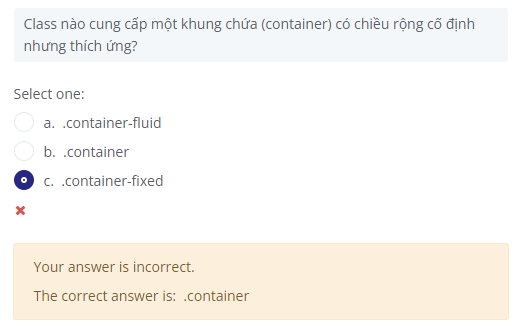 Class nào cung cấp một khung chứa (container) có chiều rộng cố định
nhưng thích ứng?
Select one:
a. .container-fluid
b. .container
c. .container-fixed
Your answer is incorrect.
The correct answer is: .container